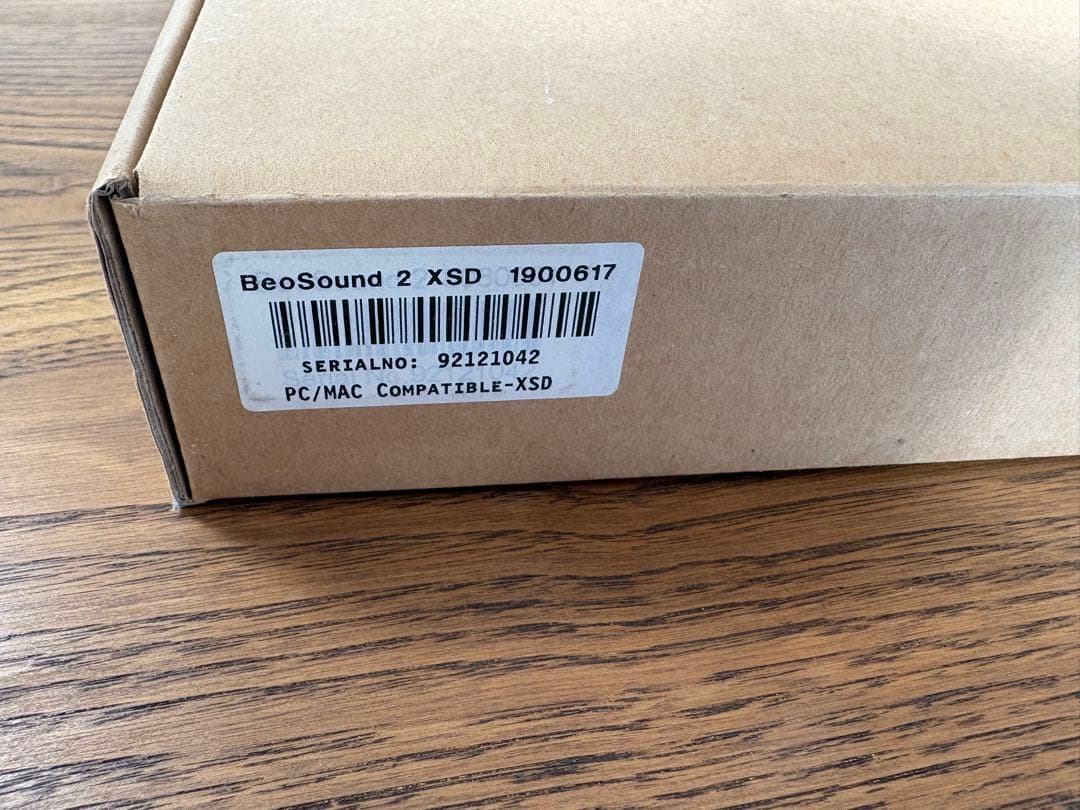 BeoSound 2 XSD 1900617
SERIALNO: 92121042
PC/MAC COMPATIBLE-XSD